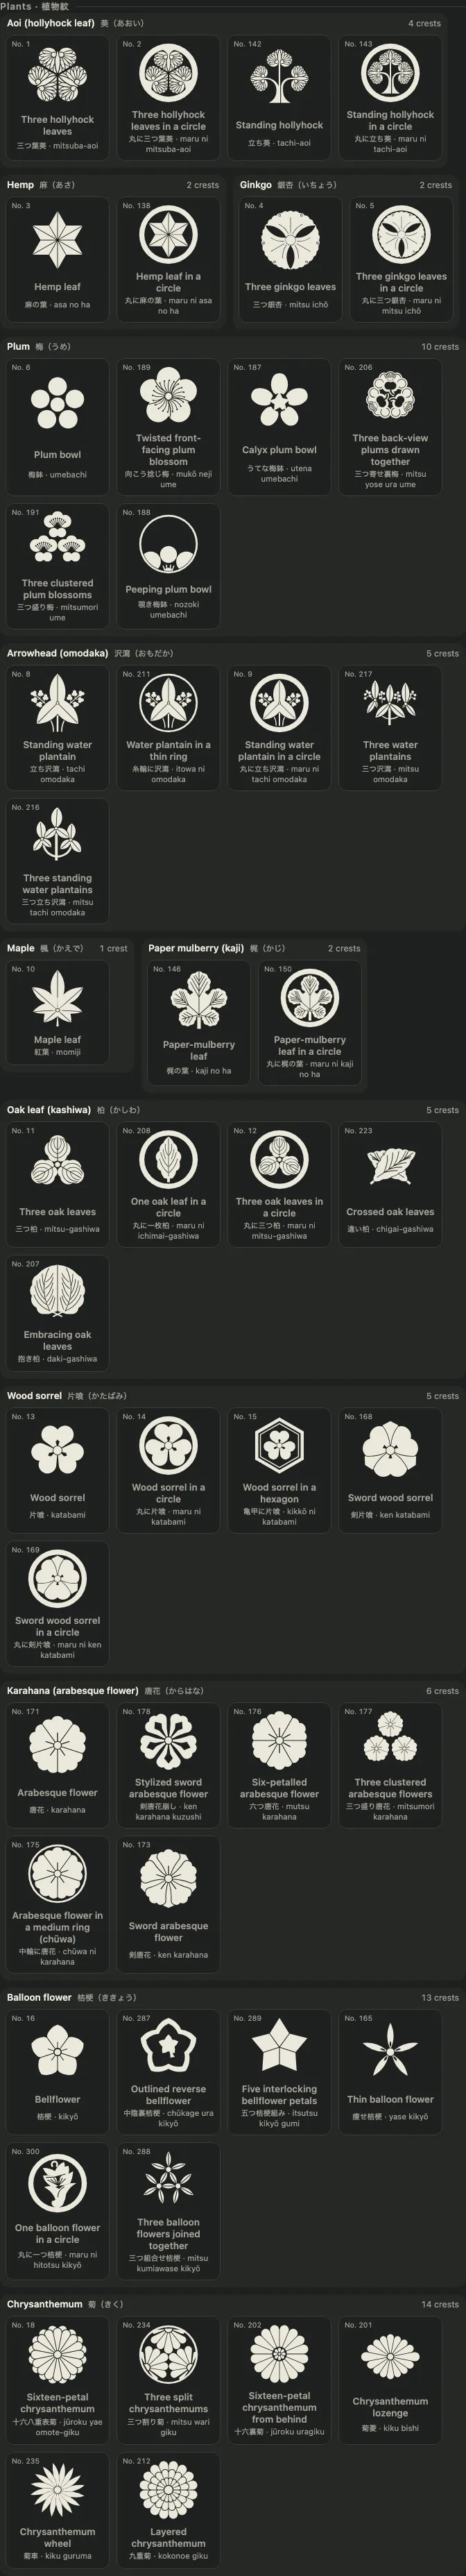 Plants · 植物紋
Aoi (hollyhock leaf) 葵（あおい） 4 crests
No. 1
Three hollyhock
leaves
三つ葉葵 · mitsuba-aoi
No. 2
Three hollyhock
leaves in a circle
丸に三つ葉葵 · maru ni
mitsuba-aoi
No. 142
Standing hollyhock
立ち葵 · tachi-aoi
No. 143
Standing hollyhock
in a circle
丸に立ち葵 · maru ni
tachi-aoi
Hemp 麻（あさ） 2 crests
No. 3
Hemp leaf
麻の葉 · asa no ha
No. 138
Hemp leaf in a
circle
丸に麻の葉 · maru ni asa
no ha
Ginkgo 銀杏（いちょう） 2 crests
No. 4
Three ginkgo leaves
三つ銀杏 · mitsu ichō
No. 5
Three ginkgo leaves
in a circle
丸に三つ銀杏 · maru ni
mitsu ichō
Plum 梅（うめ） 10 crests
No. 6
Plum bowl
梅鉢 · umebachi
No. 189
Twisted front-
facing plum
blossom
向こう捻じ梅 · mukō neji
ume
No. 187
Calyx plum bowl
うてな梅鉢 · utena
umebachi
No. 206
Three back-view
plums drawn
together
三つ寄せ裏梅 · mitsu
yose ura ume
No. 191
Three clustered
plum blossoms
三つ盛り梅 · mitsumori
ume
No. 188
Peeping plum bowl
覗き梅鉢 · nozoki
umebachi
Arrowhead (omodaka) 沢瀉（おもだか） 5 crests
No. 8
Standing water
plantain
立ち沢瀉 · tachi
omodaka
No. 211
Water plantain in a
thin ring
糸輪に沢瀉 · itowa ni
omodaka
No. 9
Standing water
plantain in a circle
丸に立ち沢瀉 · maru ni
tachi omodaka
No. 217
Three water
plantains
三つ沢瀉 · mitsu
omodaka
No. 216
Three standing
water plantains
三つ立ち沢瀉 · mitsu
tachi omodaka
Maple 楓（かえで） 1 crest
No. 10
Maple leaf
紅葉 · momiji
Paper mulberry (kaji) 梶（かじ） 2 crests
No. 146
Paper-mulberry
leaf
梶の葉 · kaji no ha
No. 150
Paper-mulberry
leaf in a circle
丸に梶の葉 · maru ni kaji
no ha
Oak leaf (kashiwa) 柏（かしわ） 5 crests
No. 11
Three oak leaves
三つ柏 · mitsu-gashiwa
No. 208
One oak leaf in a
circle
丸に一枚柏 · maru ni
ichimai-gashiwa
No. 12
Three oak leaves in
a circle
丸に三つ柏 · maru ni
mitsu-gashiwa
No. 223
Crossed oak leaves
違い柏 · chigai-gashiwa
No. 207
Embracing oak
leaves
抱き柏 · daki-gashiwa
Wood sorrel 片喰（かたばみ） 5 crests
No. 13
Wood sorrel
片喰 · katabami
No. 14
Wood sorrel in a
circle
丸に片喰 · maru ni
katabami
No. 15
Wood sorrel in a
hexagon
亀甲に片喰 · kikkō ni
katabami
No. 168
Sword wood sorrel
剣片喰 · ken katabami
No. 169
Sword wood sorrel
in a circle
丸に剣片喰 · maru ni ken
katabami
Karahana (arabesque flower) 唐花（からはな） 6 crests
No. 171
Arabesque flower
唐花 · karahana
No. 178
Stylized sword
arabesque flower
剣唐花崩し · ken
karahana kuzushi
No. 176
Six-petalled
arabesque flower
六つ唐花 · mutsu
karahana
No. 177
Three clustered
arabesque flowers
三つ盛り唐花 · mitsumori
karahana
No. 175
Arabesque flower in
a medium ring
(chūwa)
中輪に唐花 · chūwa ni
karahana
No. 173
Sword arabesque
flower
剣唐花 · ken karahana
Balloon flower 桔梗（ききょう） 13 crests
No. 16
Bellflower
桔梗 · kikyō
No. 287
Outlined reverse
bellflower
中陰裏桔梗 · chūkage ura
kikyō
No. 289
Five interlocking
bellflower petals
五つ桔梗組み · itsutsu
kikyō gumi
No. 165
Thin balloon flower
痩せ桔梗 · yase kikyō
No. 300
One balloon flower
in a circle
丸に一つ桔梗 · maru ni
hitotsu kikyō
No. 288
Three balloon
flowers joined
together
三つ組合せ桔梗 · mitsu
kumiawase kikyō
Chrysanthemum 菊（きく） 14 crests
No. 18
Sixteen-petal
chrysanthemum
十六八重表菊 · jūroku yae
omote-giku
No. 234
Three split
chrysanthemums
三つ割り菊 · mitsu wari
giku
No. 202
Sixteen-petal
chrysanthemum
from behind
十六裏菊 · jūroku uragiku
No. 201
Chrysanthemum
lozenge
菊菱 · kiku bishi
No. 235
Chrysanthemum
wheel
菊車 · kiku guruma
No. 212
Layered
chrysanthemum
九重菊 · kokonoe giku